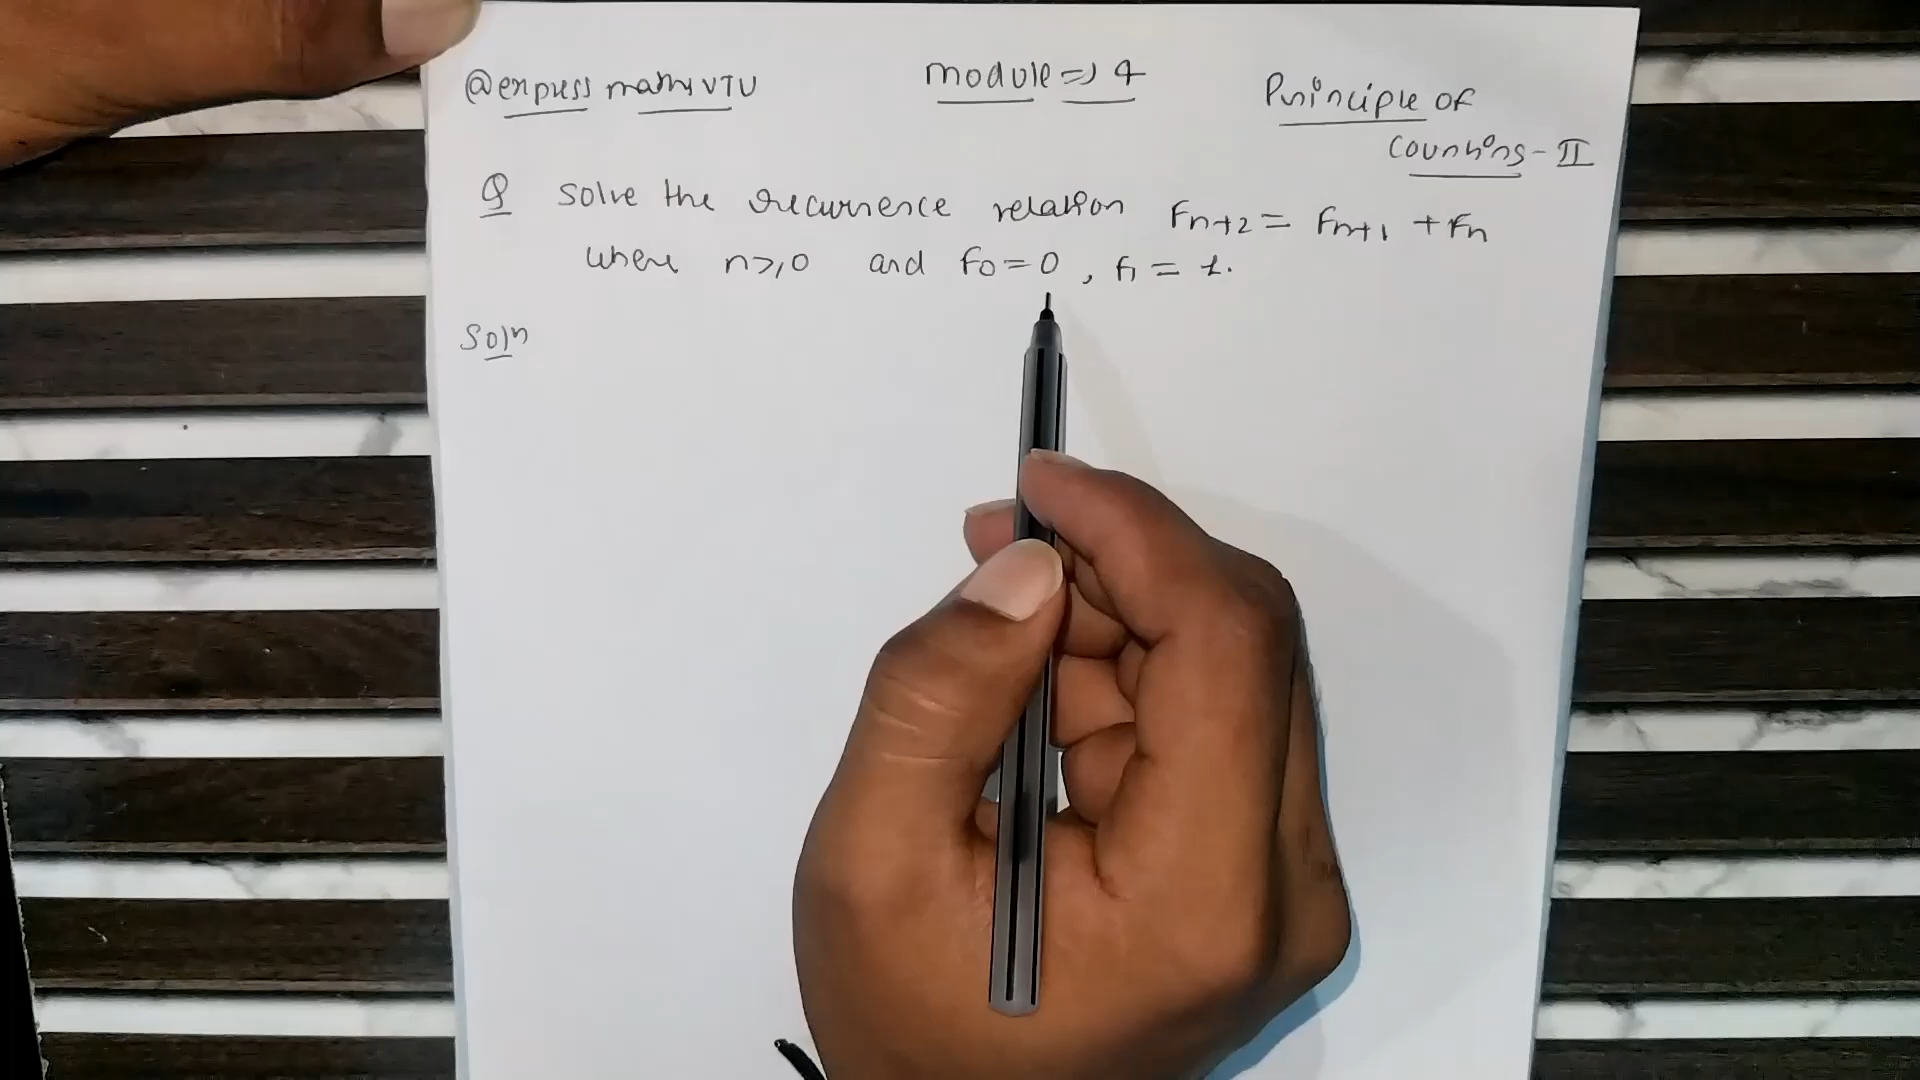 @express maths VTU
module => 4
Principle of
Counting - II
Q Solve the recurrence relation Fn+2 = Fn+1 + Fn
where n≥0 and F0 = 0, F1 = 1.
Soln